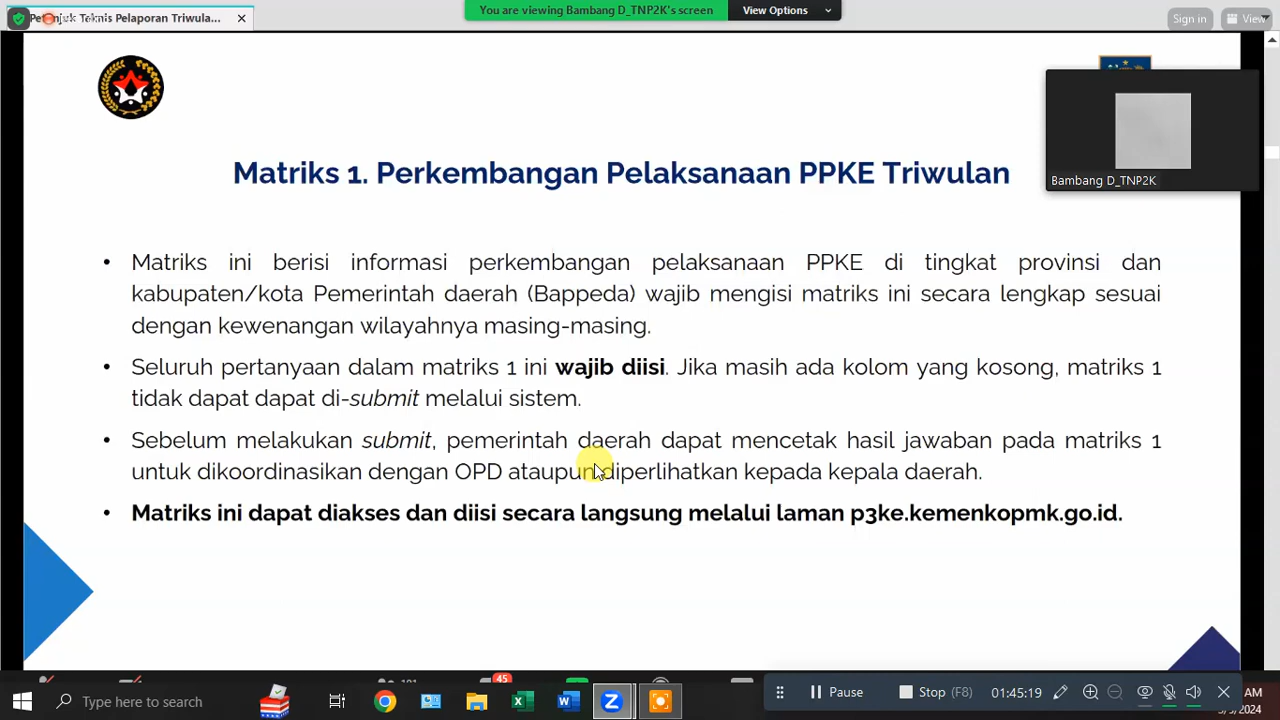 Petunjuk Teknis Pelaporan Triwula...
You are viewing Bambang D_TNP2K's screen
View Options
Sign in
View
Bambang D_TNP2K
Matriks 1. Perkembangan Pelaksanaan PPKE Triwulan
• Matriks ini berisi informasi perkembangan pelaksanaan PPKE di tingkat provinsi dan
kabupaten/kota Pemerintah daerah (Bappeda) wajib mengisi matriks ini secara lengkap sesuai
dengan kewenangan wilayahnya masing-masing.
• Seluruh pertanyaan dalam matriks 1 ini wajib diisi. Jika masih ada kolom yang kosong, matriks 1
tidak dapat dapat di-submit melalui sistem.
• Sebelum melakukan submit, pemerintah daerah dapat mencetak hasil jawaban pada matriks 1
untuk dikoordinasikan dengan OPD ataupun diperlihatkan kepada kepala daerah.
• Matriks ini dapat diakses dan diisi secara langsung melalui laman p3ke.kemenkopmk.go.id.
45
Type here to search
Pause
Stop (F8)
01:45:19
AM